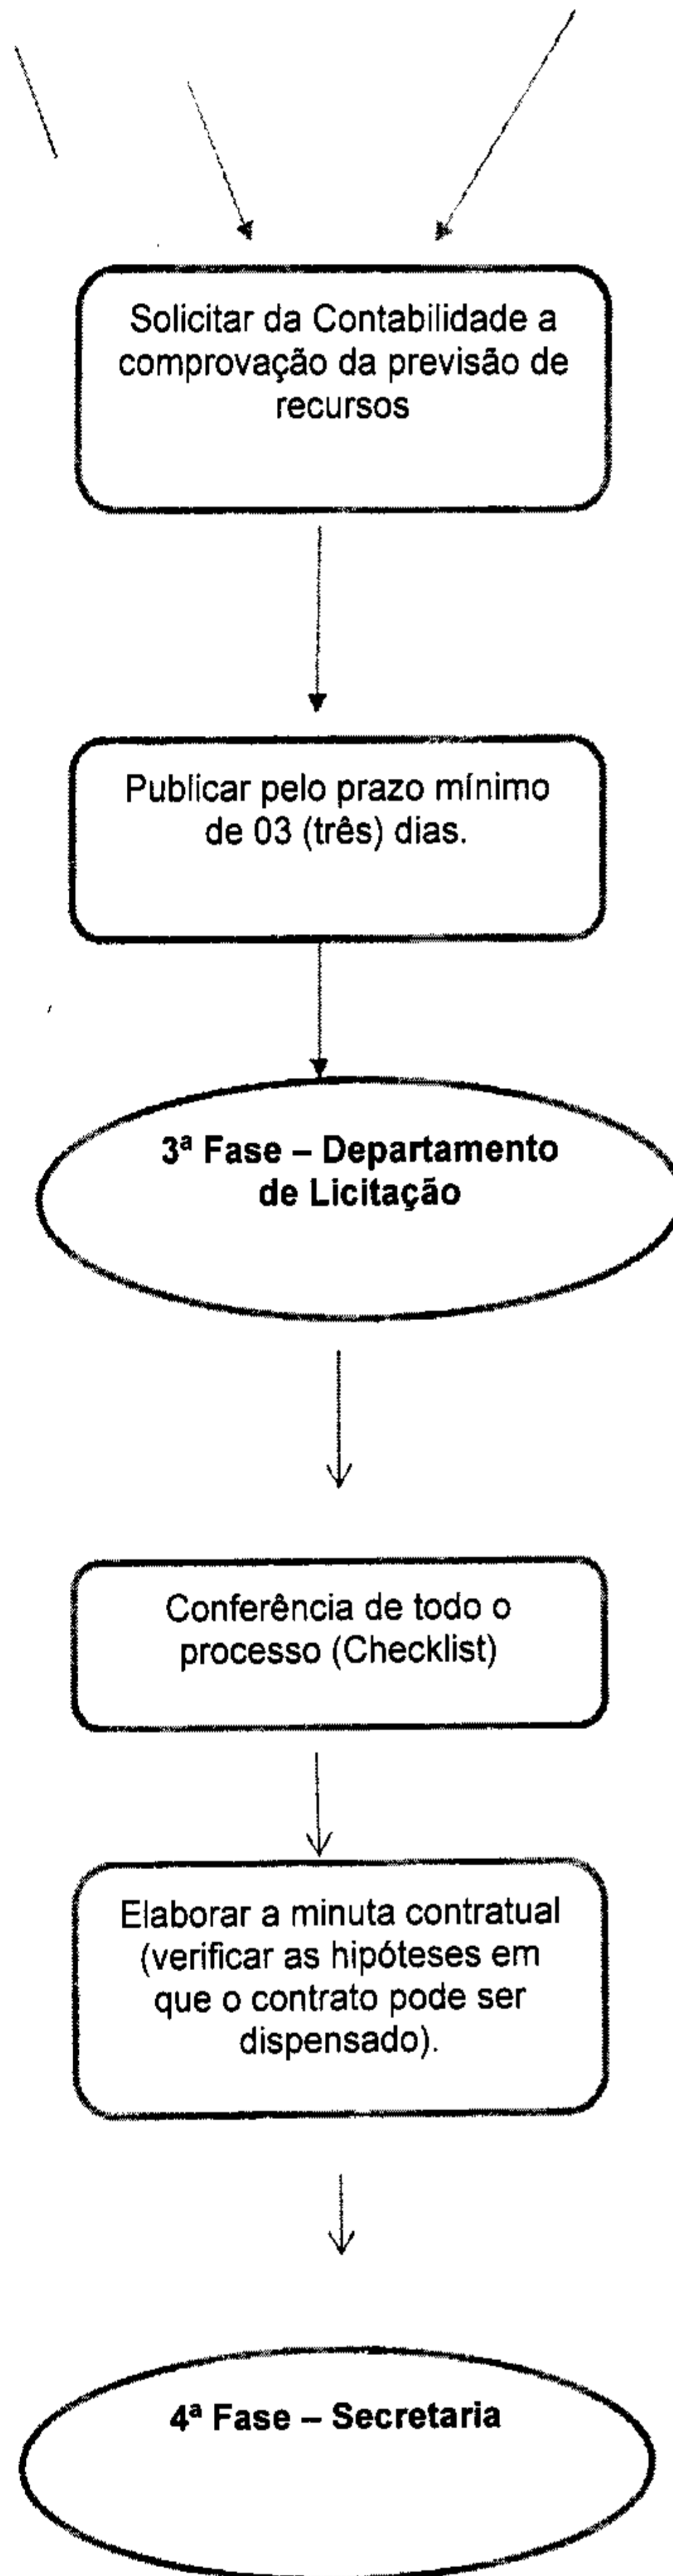 Solicitar da Contabilidade a
comprovação da previsão de
recursos
Publicar pelo prazo mínimo
de 03 (três) dias.
3ª Fase – Departamento
de Licitação
Conferência de todo o
processo (Checklist)
Elaborar a minuta contratual
(verificar as hipóteses em
que o contrato pode ser
dispensado).
4ª Fase – Secretaria